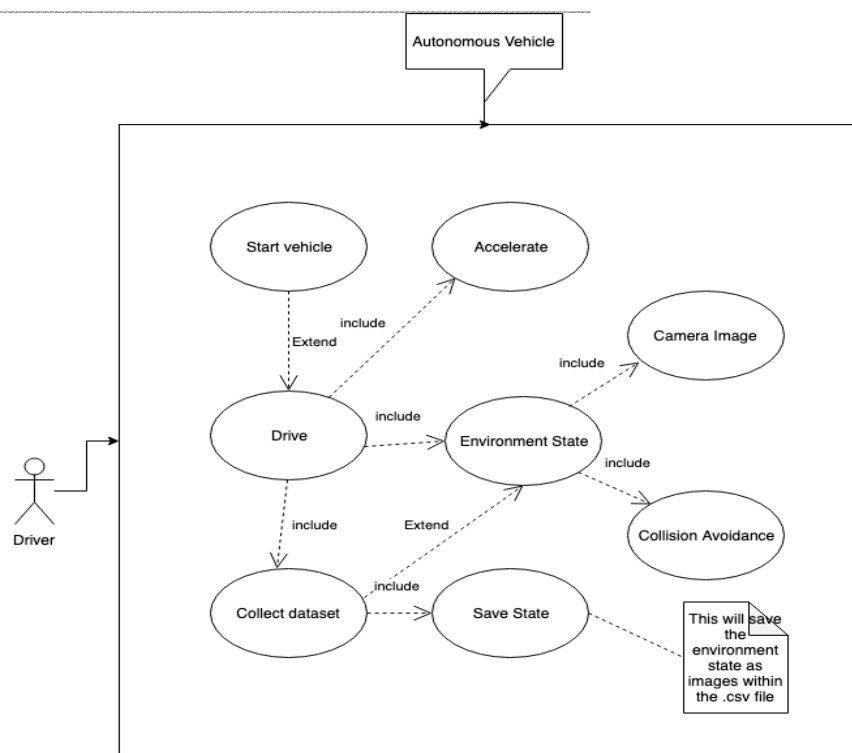 Autonomous Vehicle
Start vehicle
Accelerate
include
Extend
Camera Image
include
include
Drive
Environment State
include
include
Extend
Collision Avoidance
Driver
include
Collect dataset
Save State
This will save
the
environment
state as
images within
the .csv file